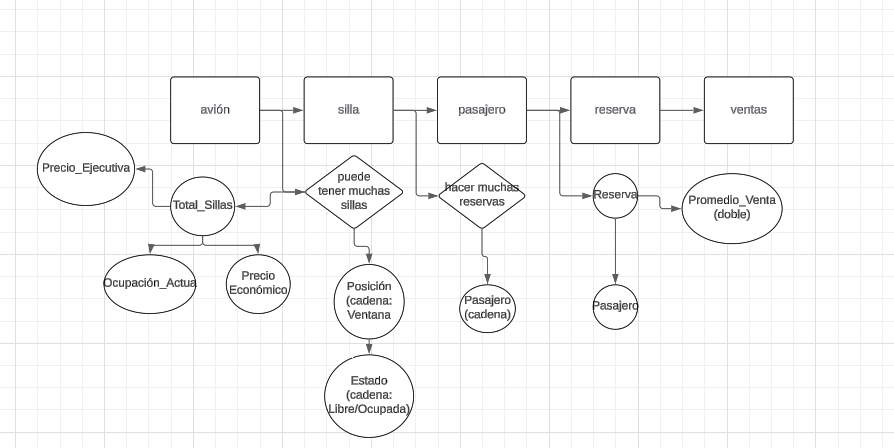 avión
silla
pasajero
reserva
ventas
Precio_Ejecutiva
Total_Sillas
puede
tener muchas
sillas
hacer muchas
reservas
Reserva
Promedio_Venta
(doble)
Ocupación_Actua
Precio
Económico
Posición
(cadena:
Ventana
Pasajero
(cadena)
Pasajero
Estado
(cadena:
Libre/Ocupada)